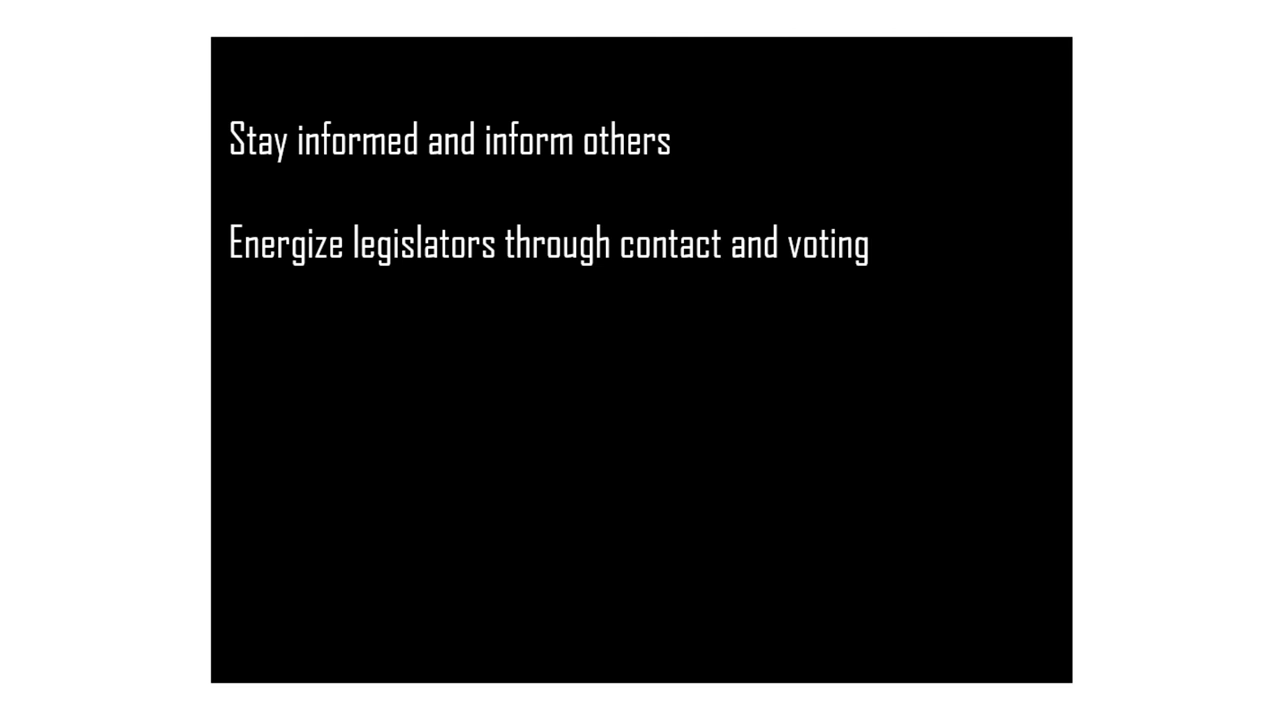 Stay informed and inform others
Energize legislators through contact and voting